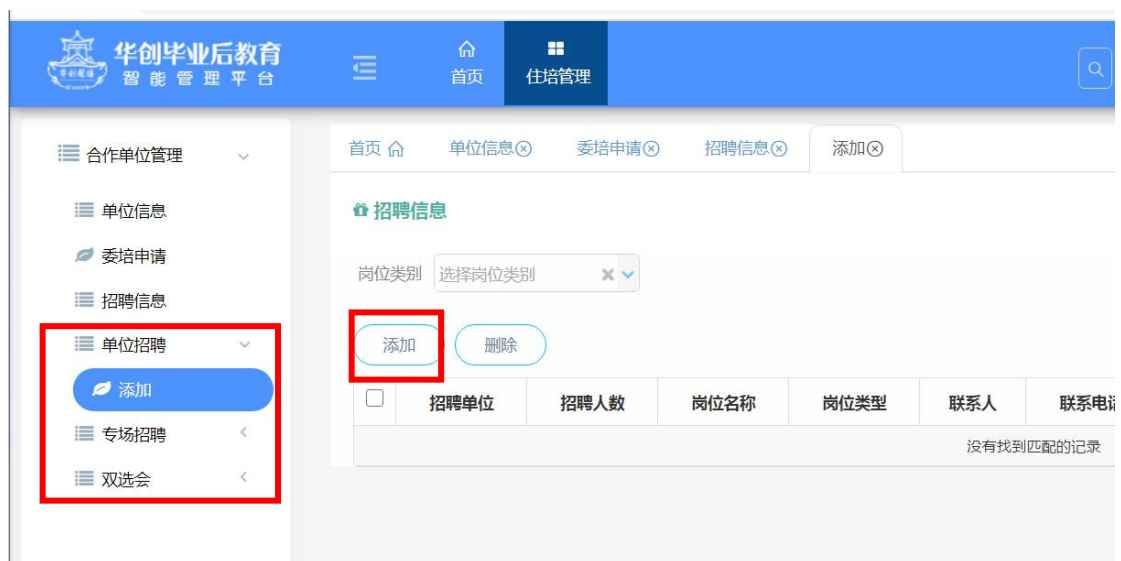 华创毕业后教育
智能管理平台
首页
住培管理
合作单位管理
单位信息
委培申请
招聘信息
单位招聘
添加
专场招聘
双选会
首页 单位信息 委培申请 招聘信息 添加
招聘信息
岗位类别 选择岗位类别
添加 删除
招聘单位 招聘人数 岗位名称 岗位类型 联系人 联系电话
没有找到匹配的记录